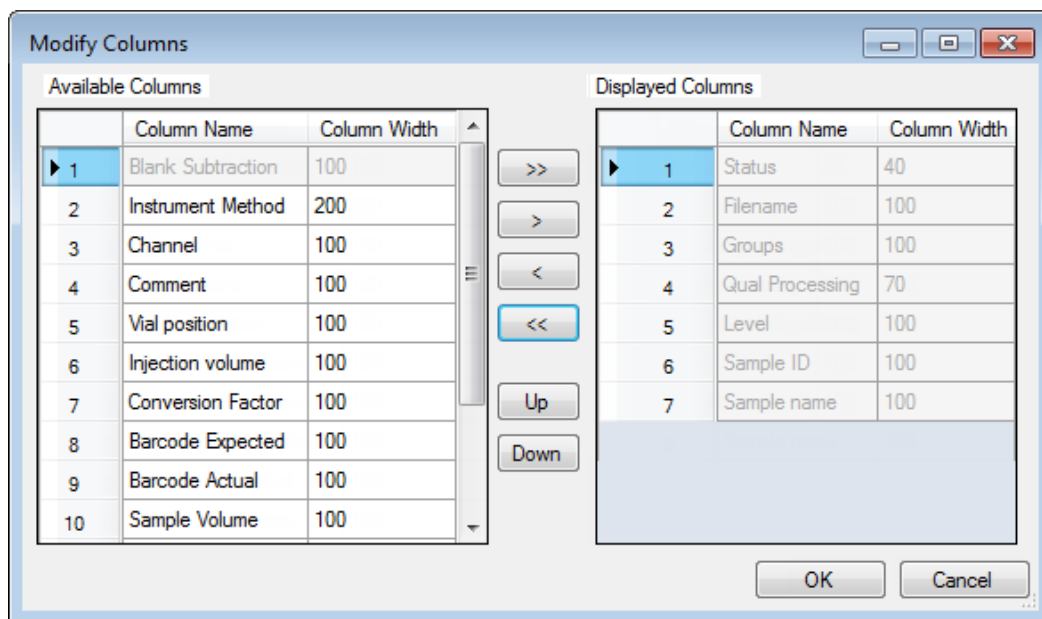 Modify Columns
Available Columns
Displayed Columns
Column Name Column Width
1 Blank Subtraction 100
2 Instrument Method 200
3 Channel 100
4 Comment 100
5 Vial position 100
6 Injection volume 100
7 Conversion Factor 100
8 Barcode Expected 100
9 Barcode Actual 100
10 Sample Volume 100
>>
>
<
<<
Up
Down
Column Name Column Width
1 Status 40
2 Filename 100
3 Groups 100
4 Qual Processing 70
5 Level 100
6 Sample ID 100
7 Sample name 100
OK Cancel